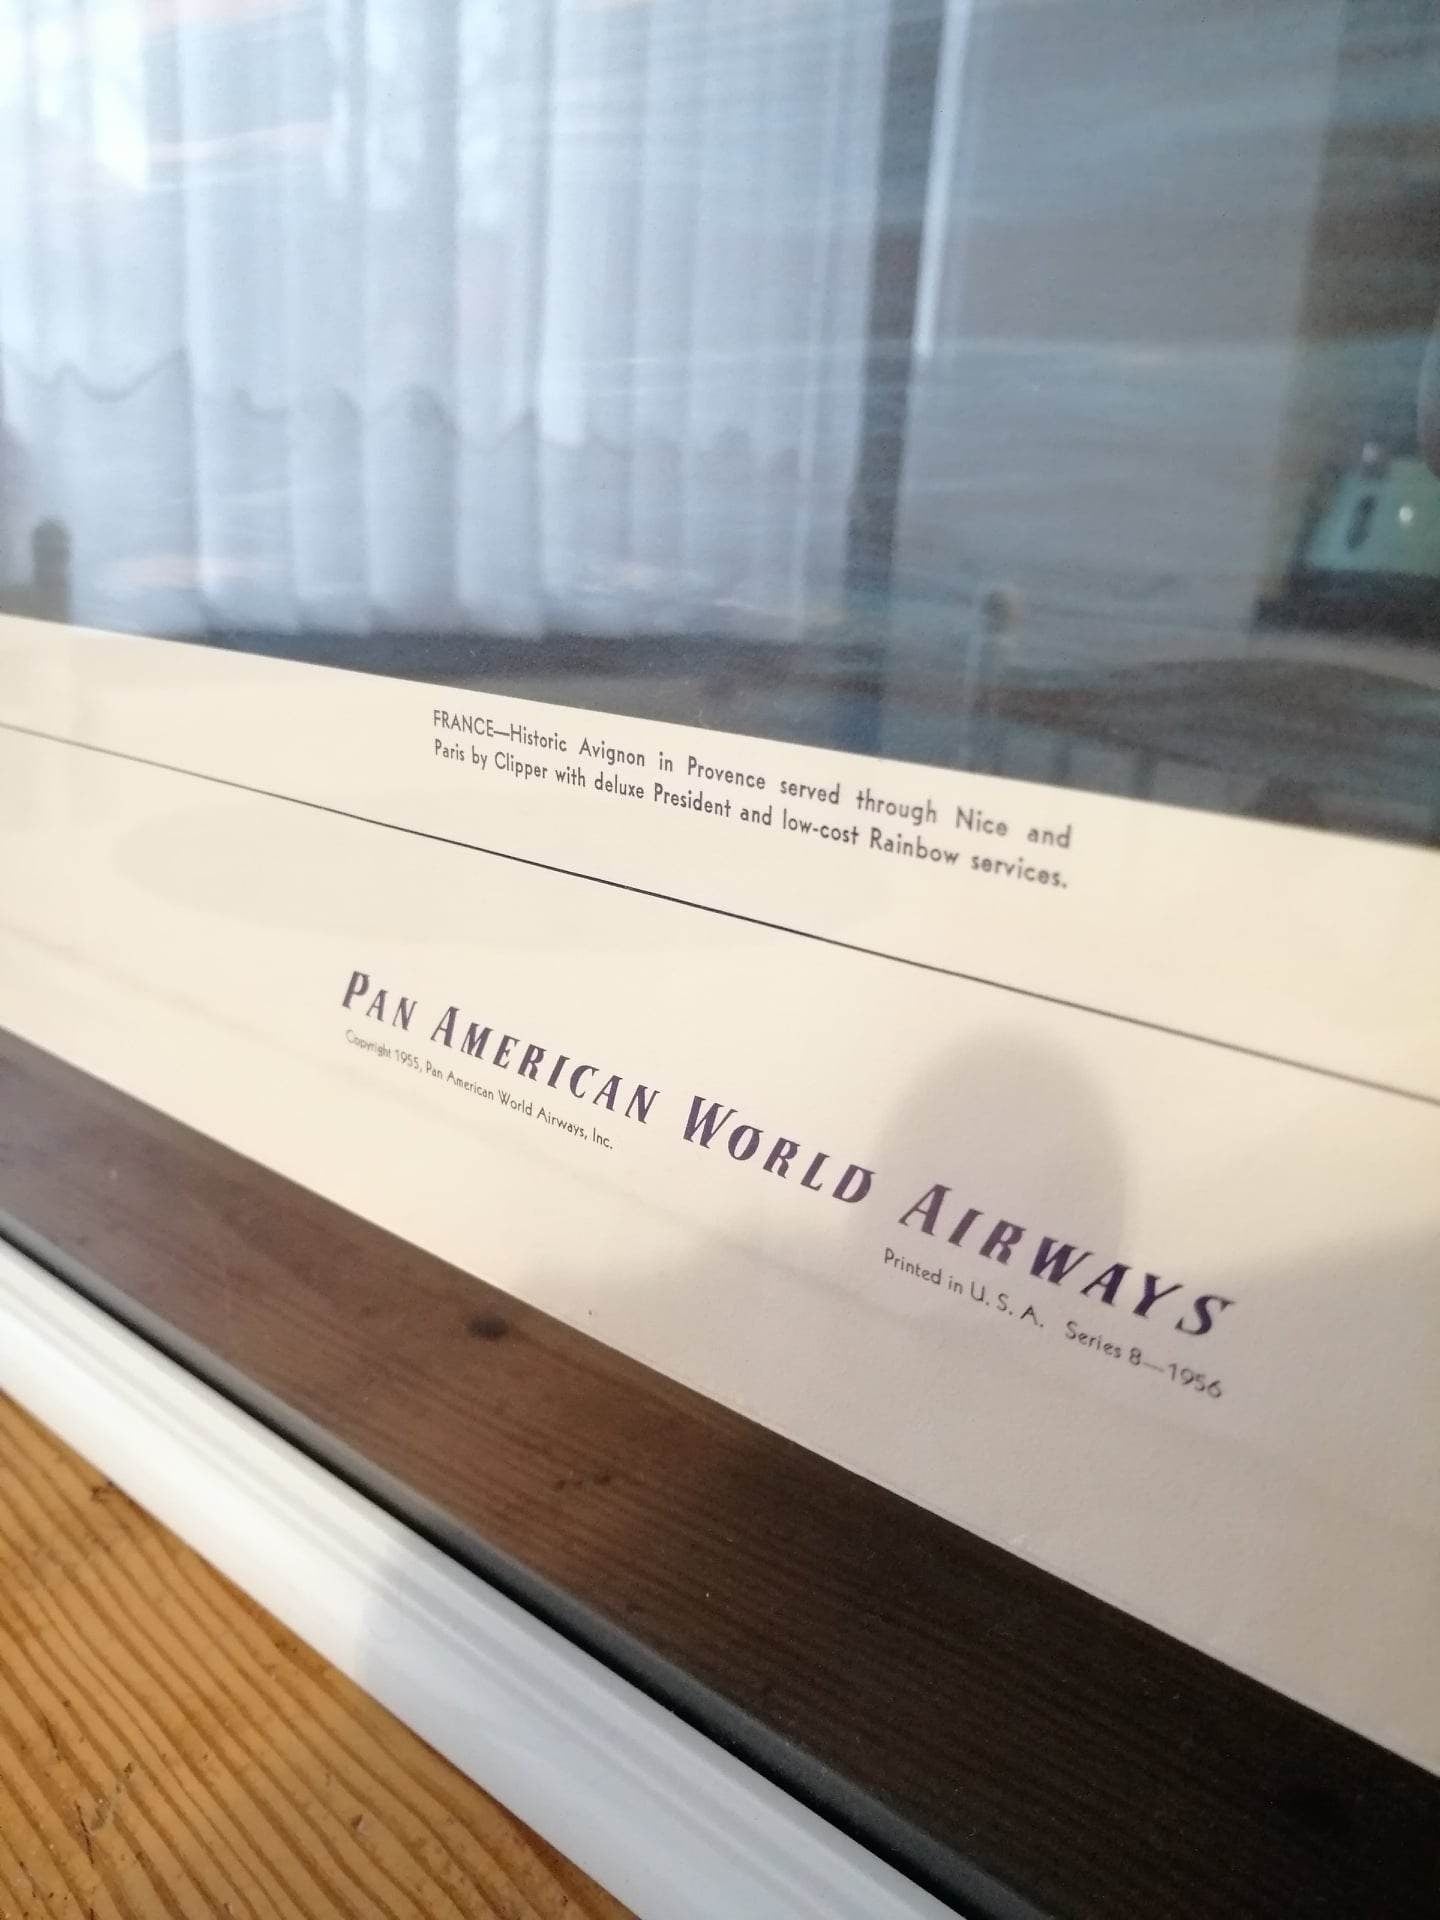 FRANCE—Historic Avignon in Provence served through Nice and
Paris by Clipper with deluxe President and low-cost Rainbow services.
PAN AMERICAN WORLD AIRWAYS
Copyright 1955, Pan American World Airways, Inc.
Printed in U. S. A. Series 8—1956